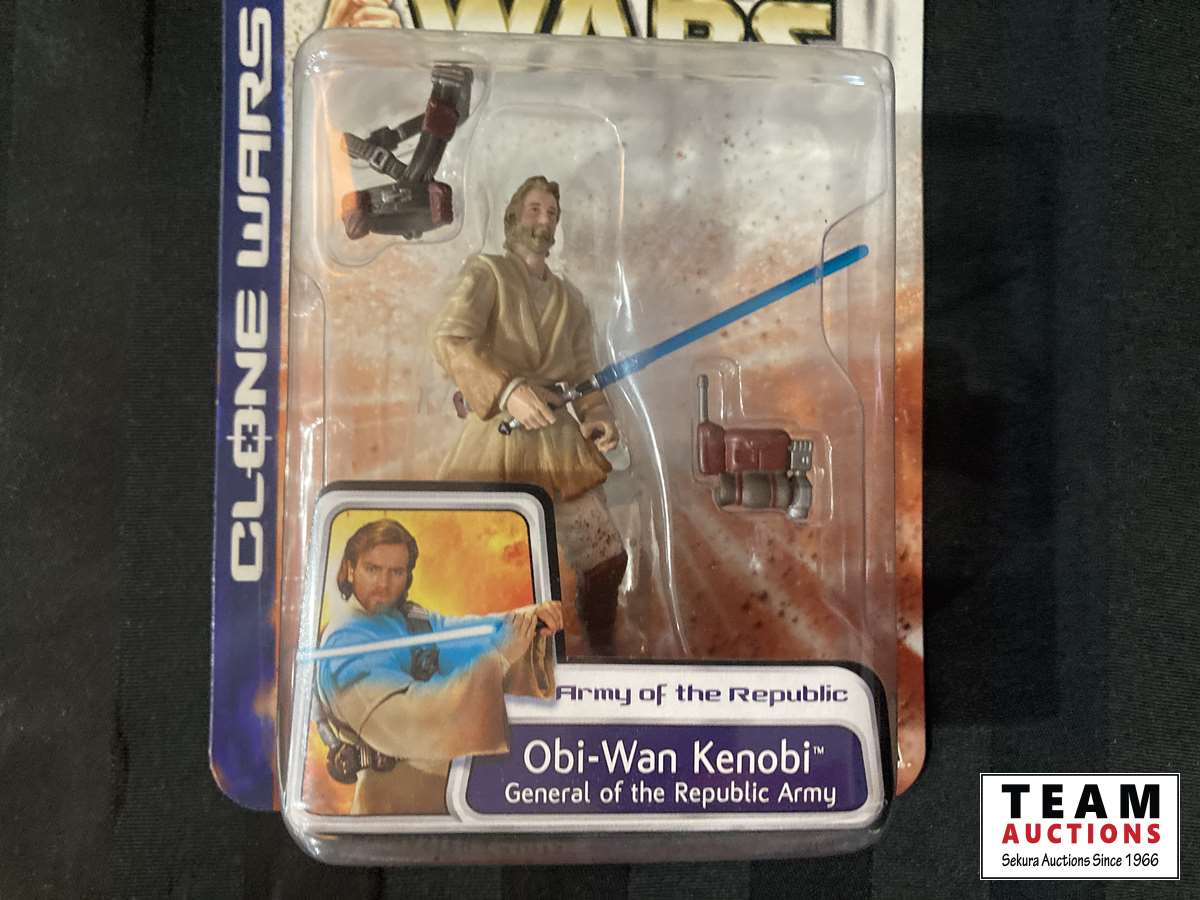 WARS
CLONE WARS
Army of the Republic
Obi-Wan Kenobi™
General of the Republic Army
TEAM
AUCTIONS
Sekura Auctions Since 1966